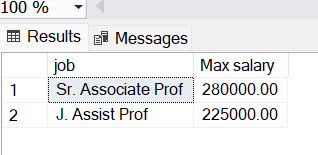 100 %
Results Messages
job Max salary
1 Sr. Associate Prof 280000.00
2 J. Assist Prof 225000.00